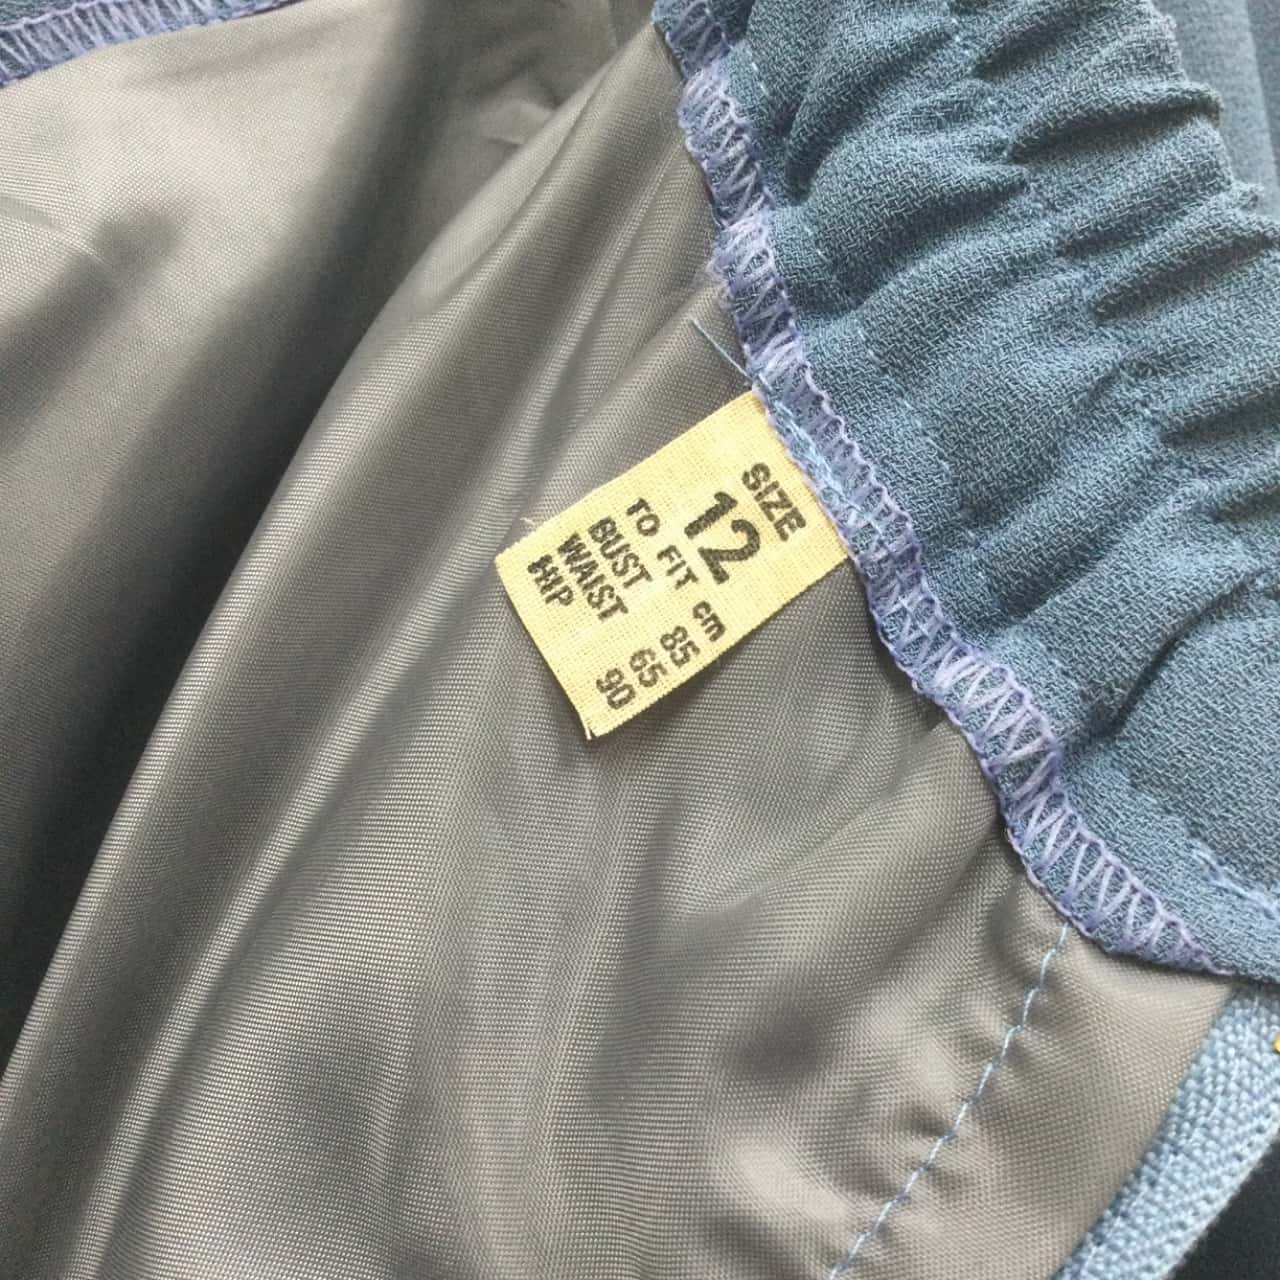 SIZE
12
TO FIT cm
BUST 85
WAIST 65
HIP 90